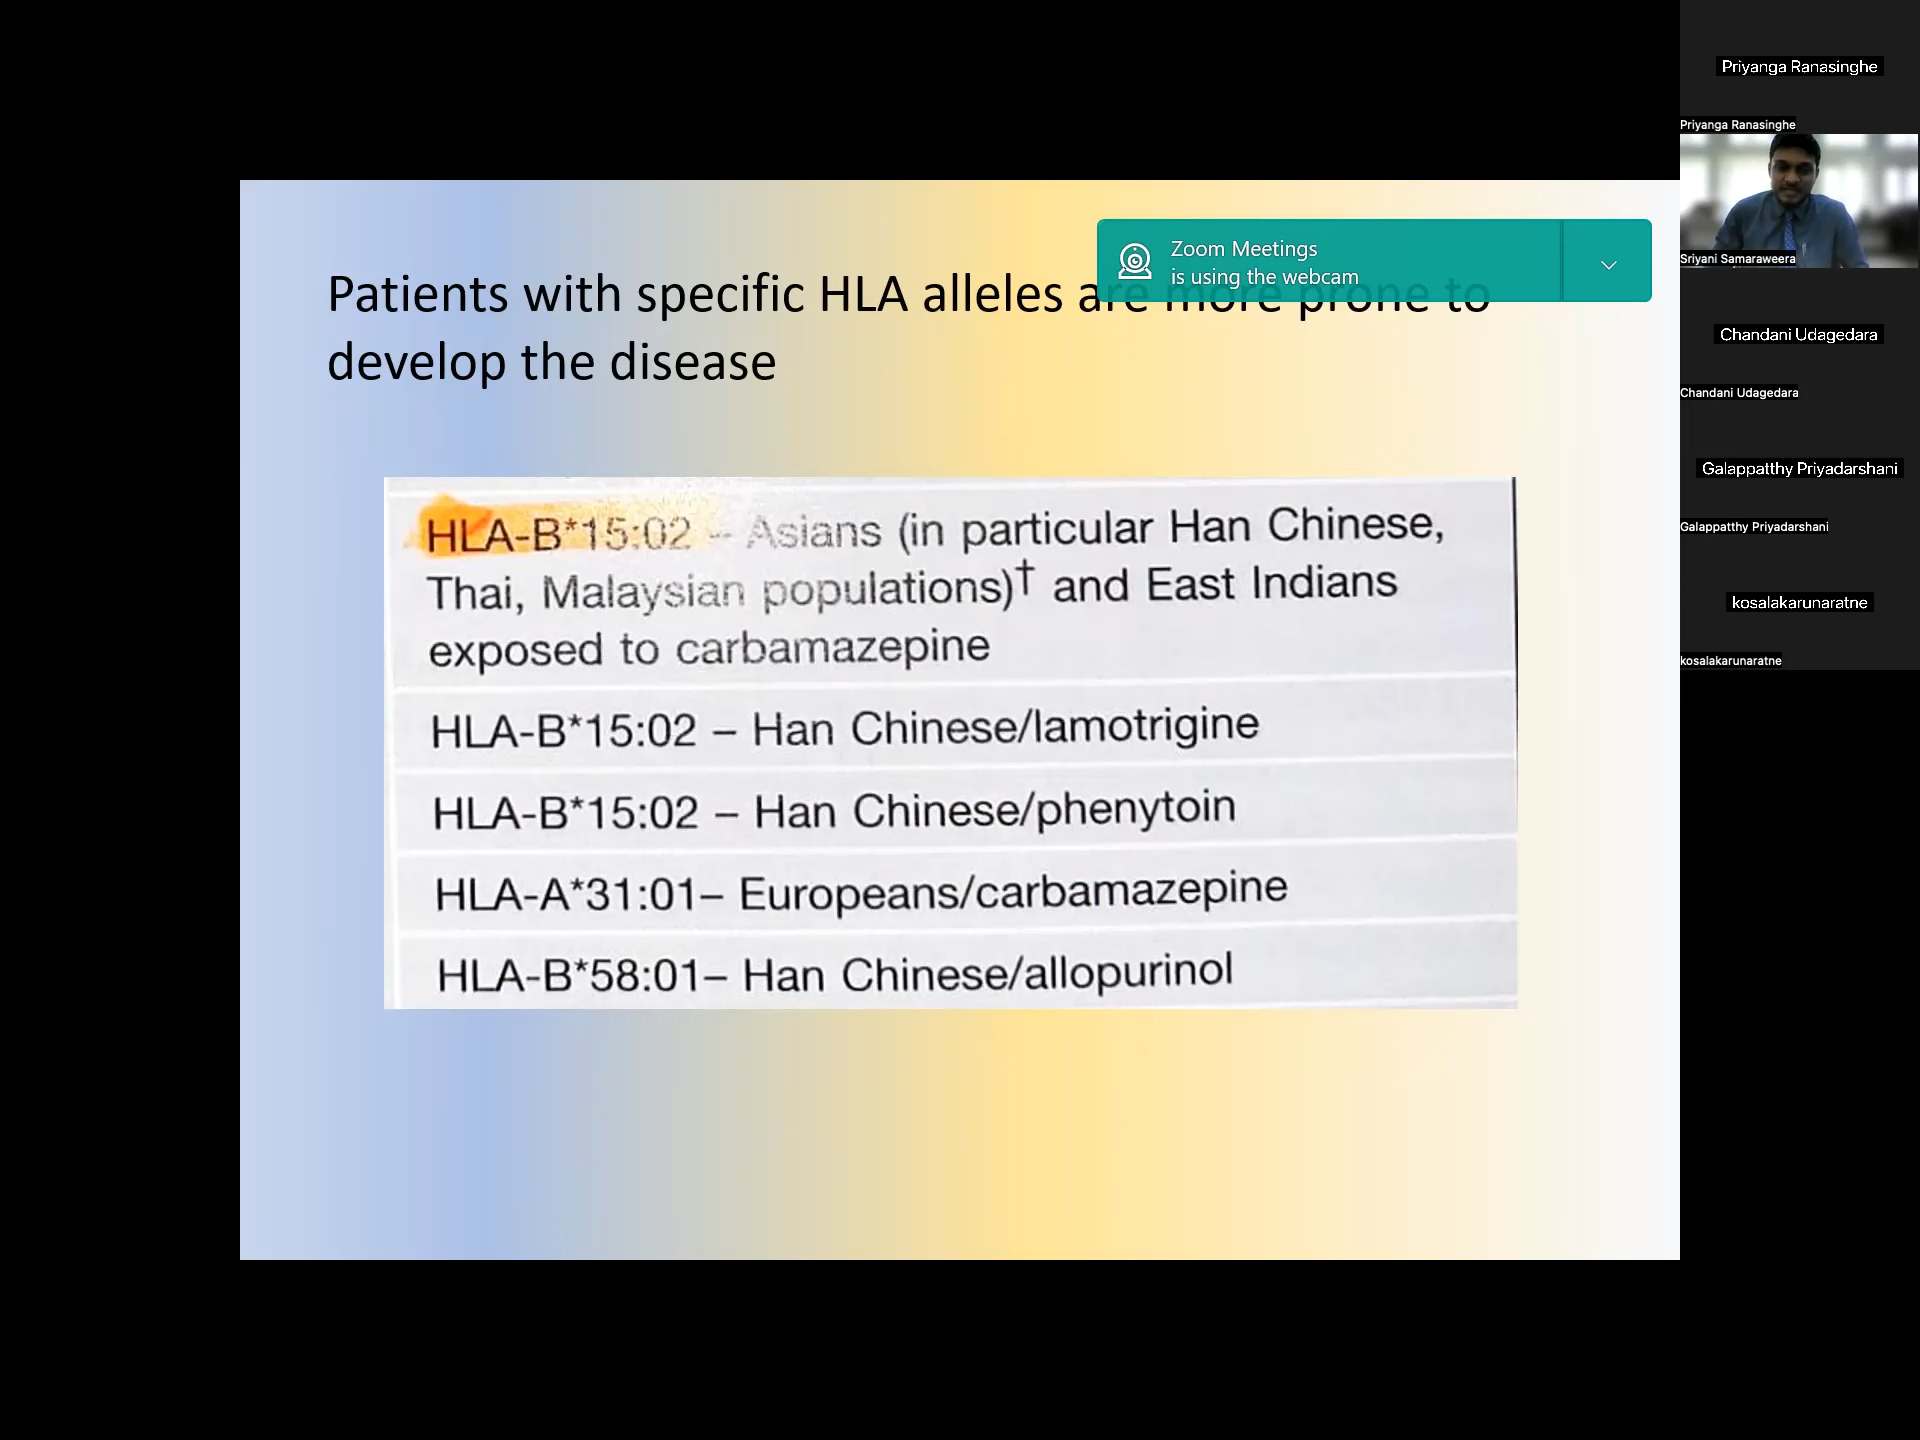 Patients with specific HLA alleles are more prone to
develop the disease
Zoom Meetings
is using the webcam
HLA-B*15:02 – Asians (in particular Han Chinese,
Thai, Malaysian populations)† and East Indians
exposed to carbamazepine
HLA-B*15:02 – Han Chinese/lamotrigine
HLA-B*15:02 – Han Chinese/phenytoin
HLA-A*31:01– Europeans/carbamazepine
HLA-B*58:01– Han Chinese/allopurinol
Priyanga Ranasinghe
Priyanga Ranasinghe
Sriyani Samaraweera
Chandani Udagedara
Chandani Udagedara
Galappatthy Priyadarshani
Galappatthy Priyadarshani
kosalakarunaratne
kosalakarunaratne